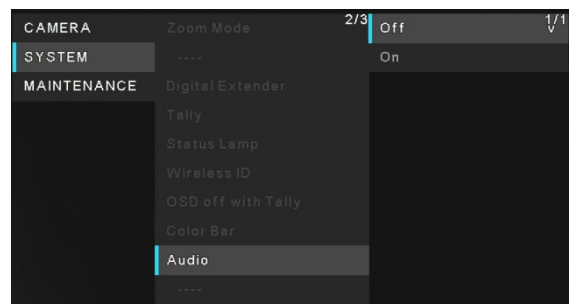 CAMERA
SYSTEM
MAINTENANCE
Zoom Mode
2/3
----
Digital Extender
Tally
Status Lamp
Wireless ID
OSD off with Tally
Color Bar
Audio
----
Off
1/1
On